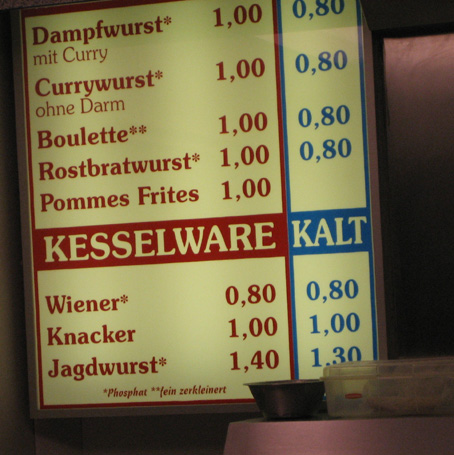 Dampfwurst* 1,00 0,80
mit Curry
Currywurst* 1,00 0,80
ohne Darm
Boulette** 1,00 0,80
Rostbratwurst* 1,00 0,80
Pommes Frites 1,00
KESSELWARE KALT
Wiener* 0,80 0,80
Knacker 1,00 1,00
Jagdwurst* 1,40 1,30
*Phosphat **fein zerkleinert